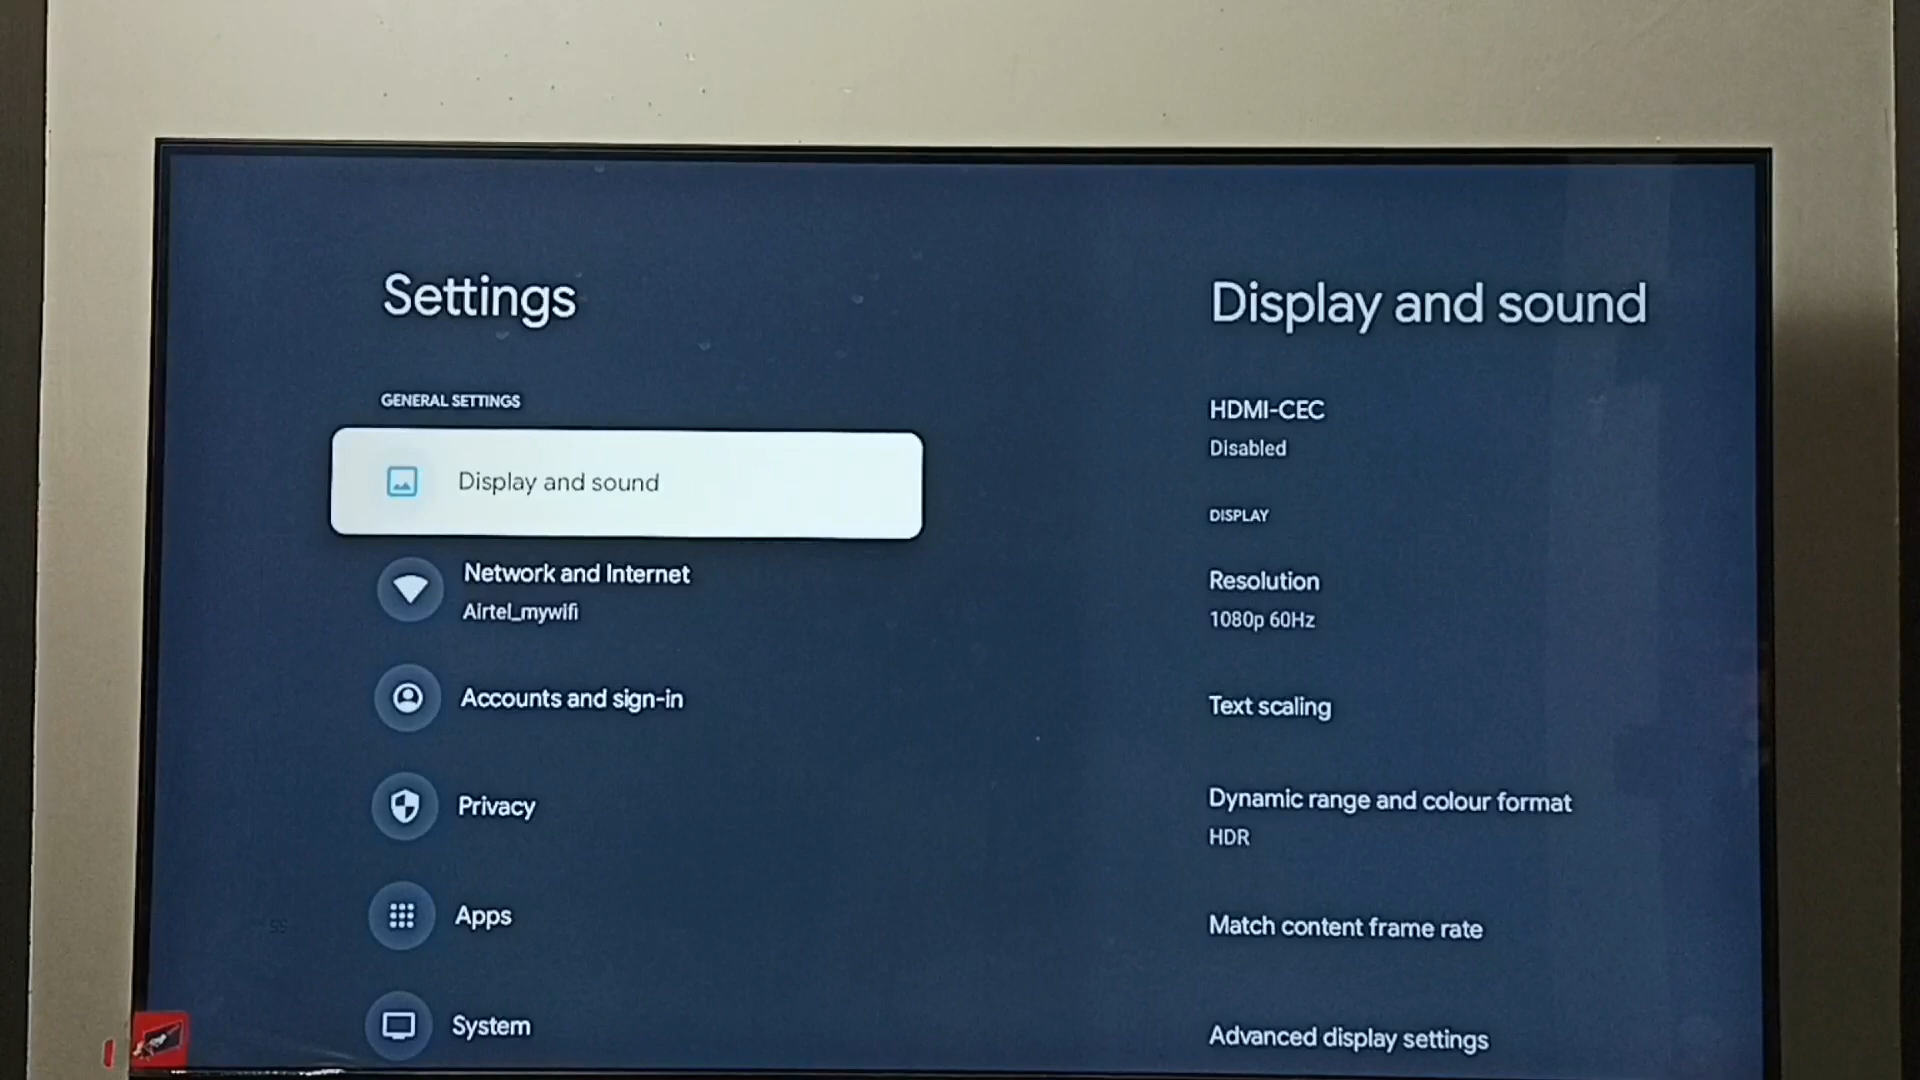 Settings
GENERAL SETTINGS
Display and sound
Network and Internet
Airtel_mywifi
Accounts and sign-in
Privacy
Apps
System
Display and sound
HDMI-CEC
Disabled
DISPLAY
Resolution
1080p 60Hz
Text scaling
Dynamic range and colour format
HDR
Match content frame rate
Advanced display settings